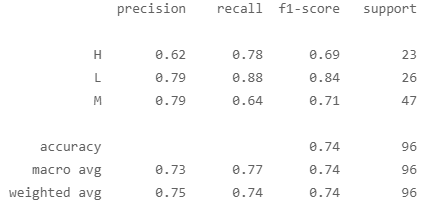 precision recall f1-score support
H 0.62 0.78 0.69 23
L 0.79 0.88 0.84 26
M 0.79 0.64 0.71 47
accuracy 0.74 96
macro avg 0.73 0.77 0.74 96
weighted avg 0.75 0.74 0.74 96